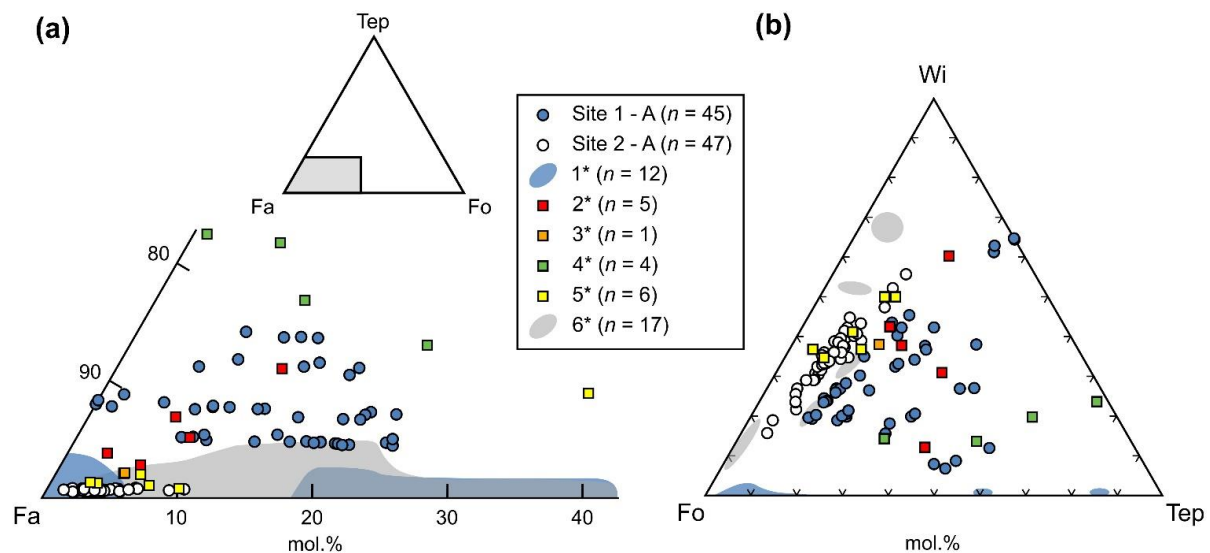 (a)
Tep
Fa
Fo
Site 1 - A (n = 45)
Site 2 - A (n = 47)
1* (n = 12)
2* (n = 5)
3* (n = 1)
4* (n = 4)
5* (n = 6)
6* (n = 17)
80
90
Fa
10
20
30
40
mol.%
(b)
Wi
Fo
Tep
mol.%